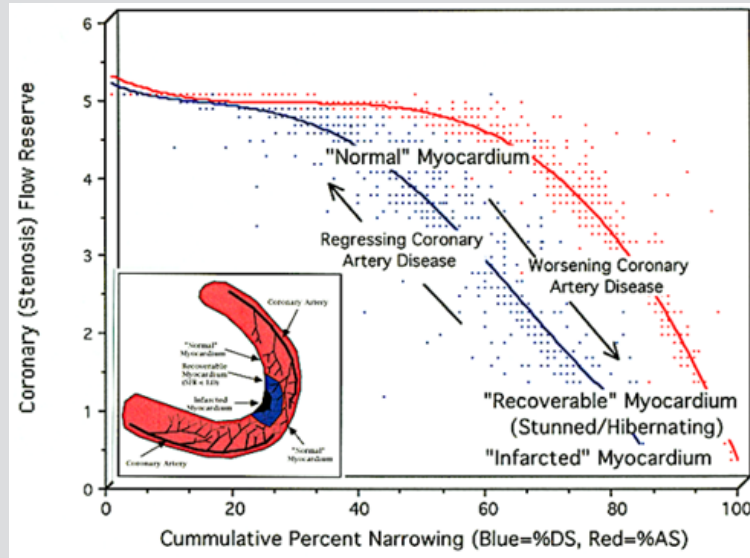 6
5
4
3
2
1
0
Coronary (Stenosis) Flow Reserve
"Normal" Myocardium
Regressing Coronary
Artery Disease
Worsening Coronary
Artery Disease
"Recoverable" Myocardium
(Stunned/Hibernating)
"Infarcted" Myocardium
Coronary Artery
"Normal"
Myocardium
Recoverable
Myocardium
Infarcted
Myocardium
"Normal"
Myocardium
Coronary Artery
0 20 40 60 80 100
Cummulative Percent Narrowing (Blue=%DS, Red=%AS)